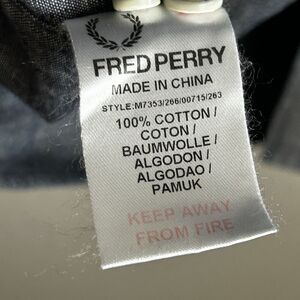 FRED PERRY
MADE IN CHINA
STYLE:M7353/266/00715/263
100% COTTON/
COTON/
BAUMWOLLE/
ALGODON/
ALGODAO/
PAMUK
KEEP AWAY
FROM FIRE